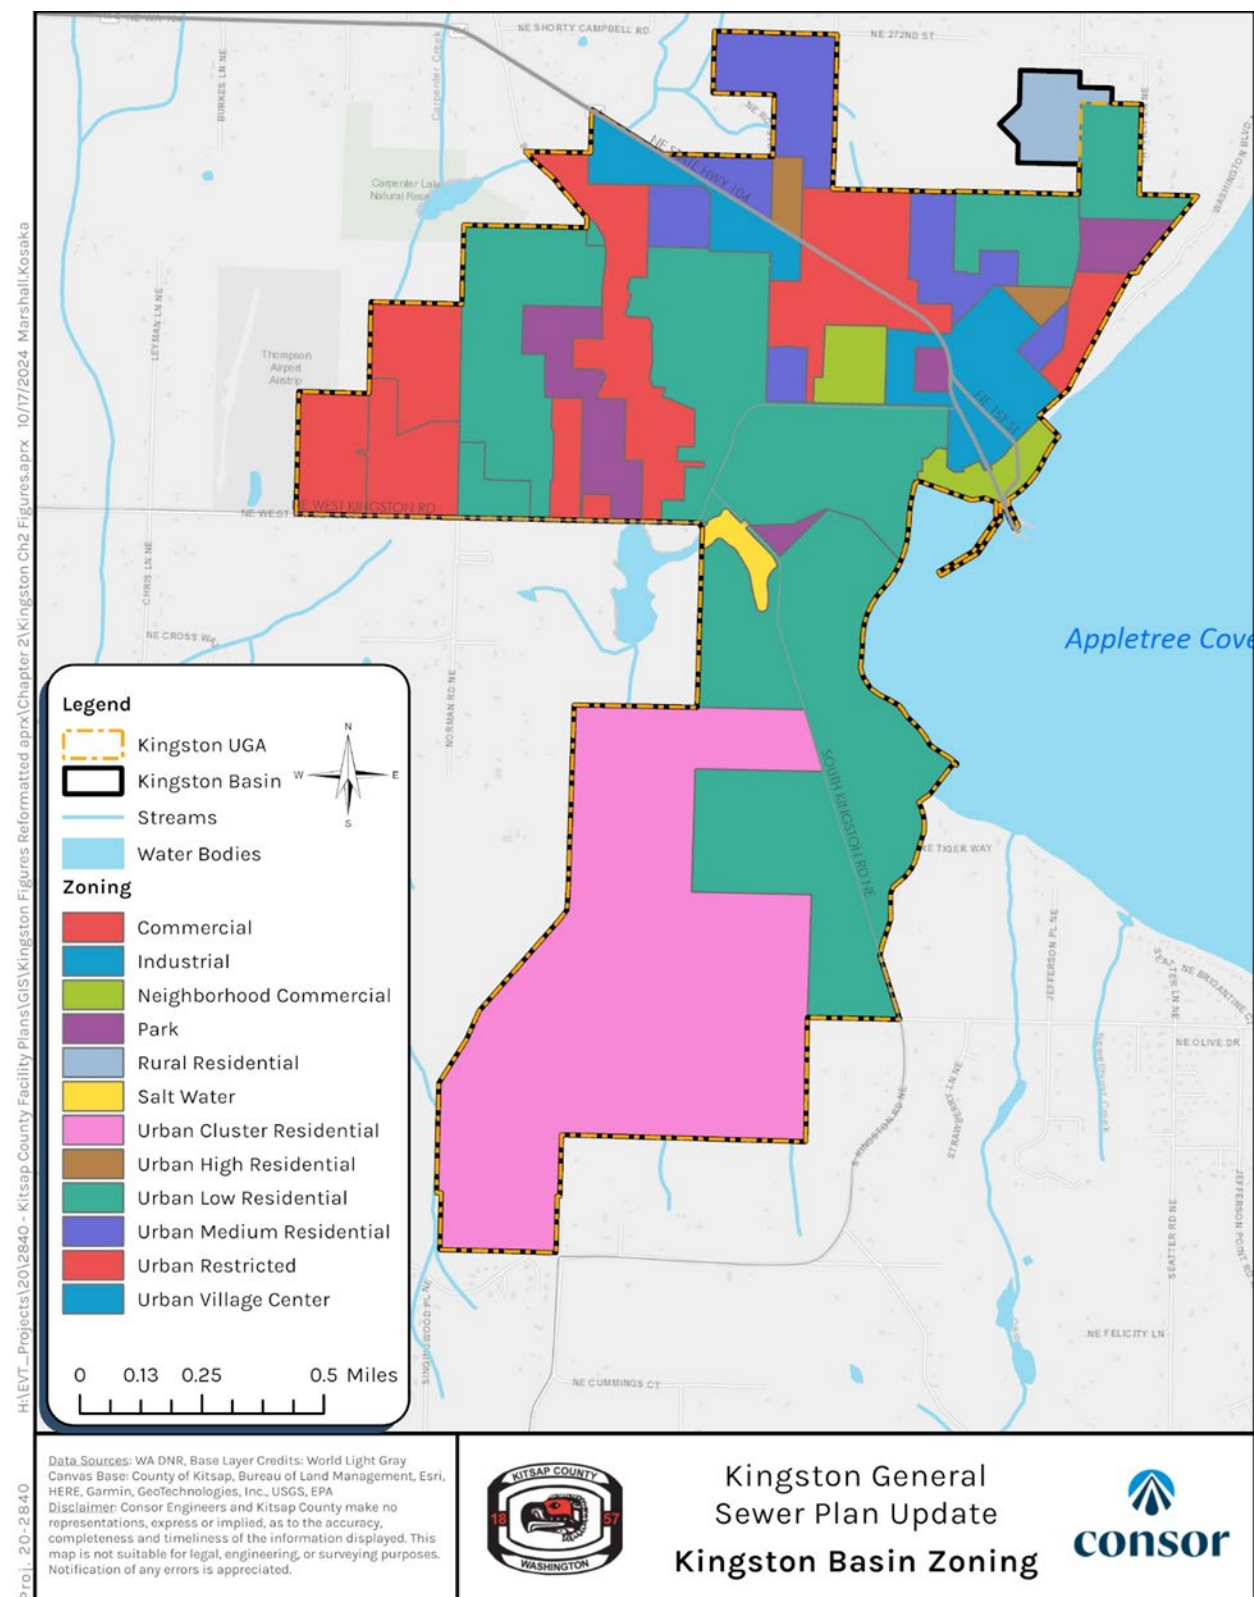 NE SHORTY CAMPBELL RD
NE 272ND ST
BURKES LN NE
Carpenter Creek
NE STATE HWY 104
WASHINGTON BLVD
Carpenter Lake
LEYMAN LN NE
Thompson
Airport
Airstrip
NE 1ST ST
NE WEST KINGSTON RD
NE WEST
CHRIS LN NE
NE CROSS WAY
Appletree Cove
NORMAN RD NE
SOUTH KINGSTON RD NE
NE TIGER WAY
JEFFERSON PL NE
NE BRIGANTINE
NE OLIVE DR
STRAWBERRY LN NE
S KINGSTON RD NE
SEATTER RD NE
JEFFERSON POINT RD
SINGINGWOOD PL NE
NE FELICITY LN
NE CUMMINGS CT
Legend
Kingston UGA
Kingston Basin
Streams
Water Bodies
N
W
E
S
Zoning
Commercial
Industrial
Neighborhood Commercial
Park
Rural Residential
Salt Water
Urban Cluster Residential
Urban High Residential
Urban Low Residential
Urban Medium Residential
Urban Restricted
Urban Village Center
0 0.13 0.25 0.5 Miles
H:\EVT_Projects\20\2840 - Kitsap County Facility Plans\GIS\Kingston Figures Reformatted aprx\Chapter 2\Kingston Ch2 Figures.aprx 10/17/2024 Marshall.Kosaka
Proj. 20-2840
Data Sources: WA DNR, Base Layer Credits: World Light Gray
Canvas Base: County of Kitsap, Bureau of Land Management, Esri,
HERE, Garmin, GeoTechnologies, Inc., USGS, EPA
Disclaimer: Consor Engineers and Kitsap County make no
representations, express or implied, as to the accuracy,
completeness and timeliness of the information displayed. This
map is not suitable for legal, engineering, or surveying purposes.
Notification of any errors is appreciated.
KITSAP COUNTY
18 57
WASHINGTON
Kingston General
Sewer Plan Update
Kingston Basin Zoning
consor